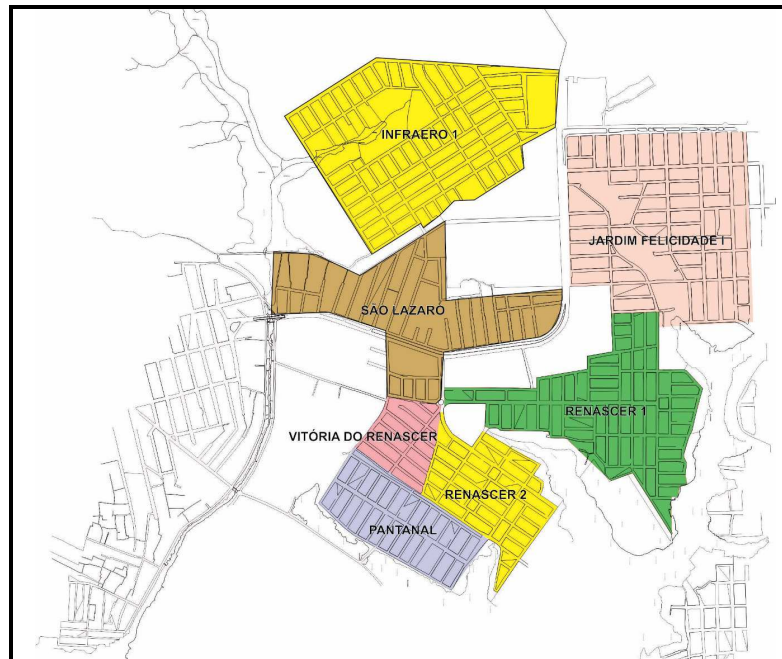 INFRAERO 1
JARDIM FELICIDADE I
SÃO LAZARO
RENASCER 1
VITÓRIA DO RENASCER
RENASCER 2
PANTANAL